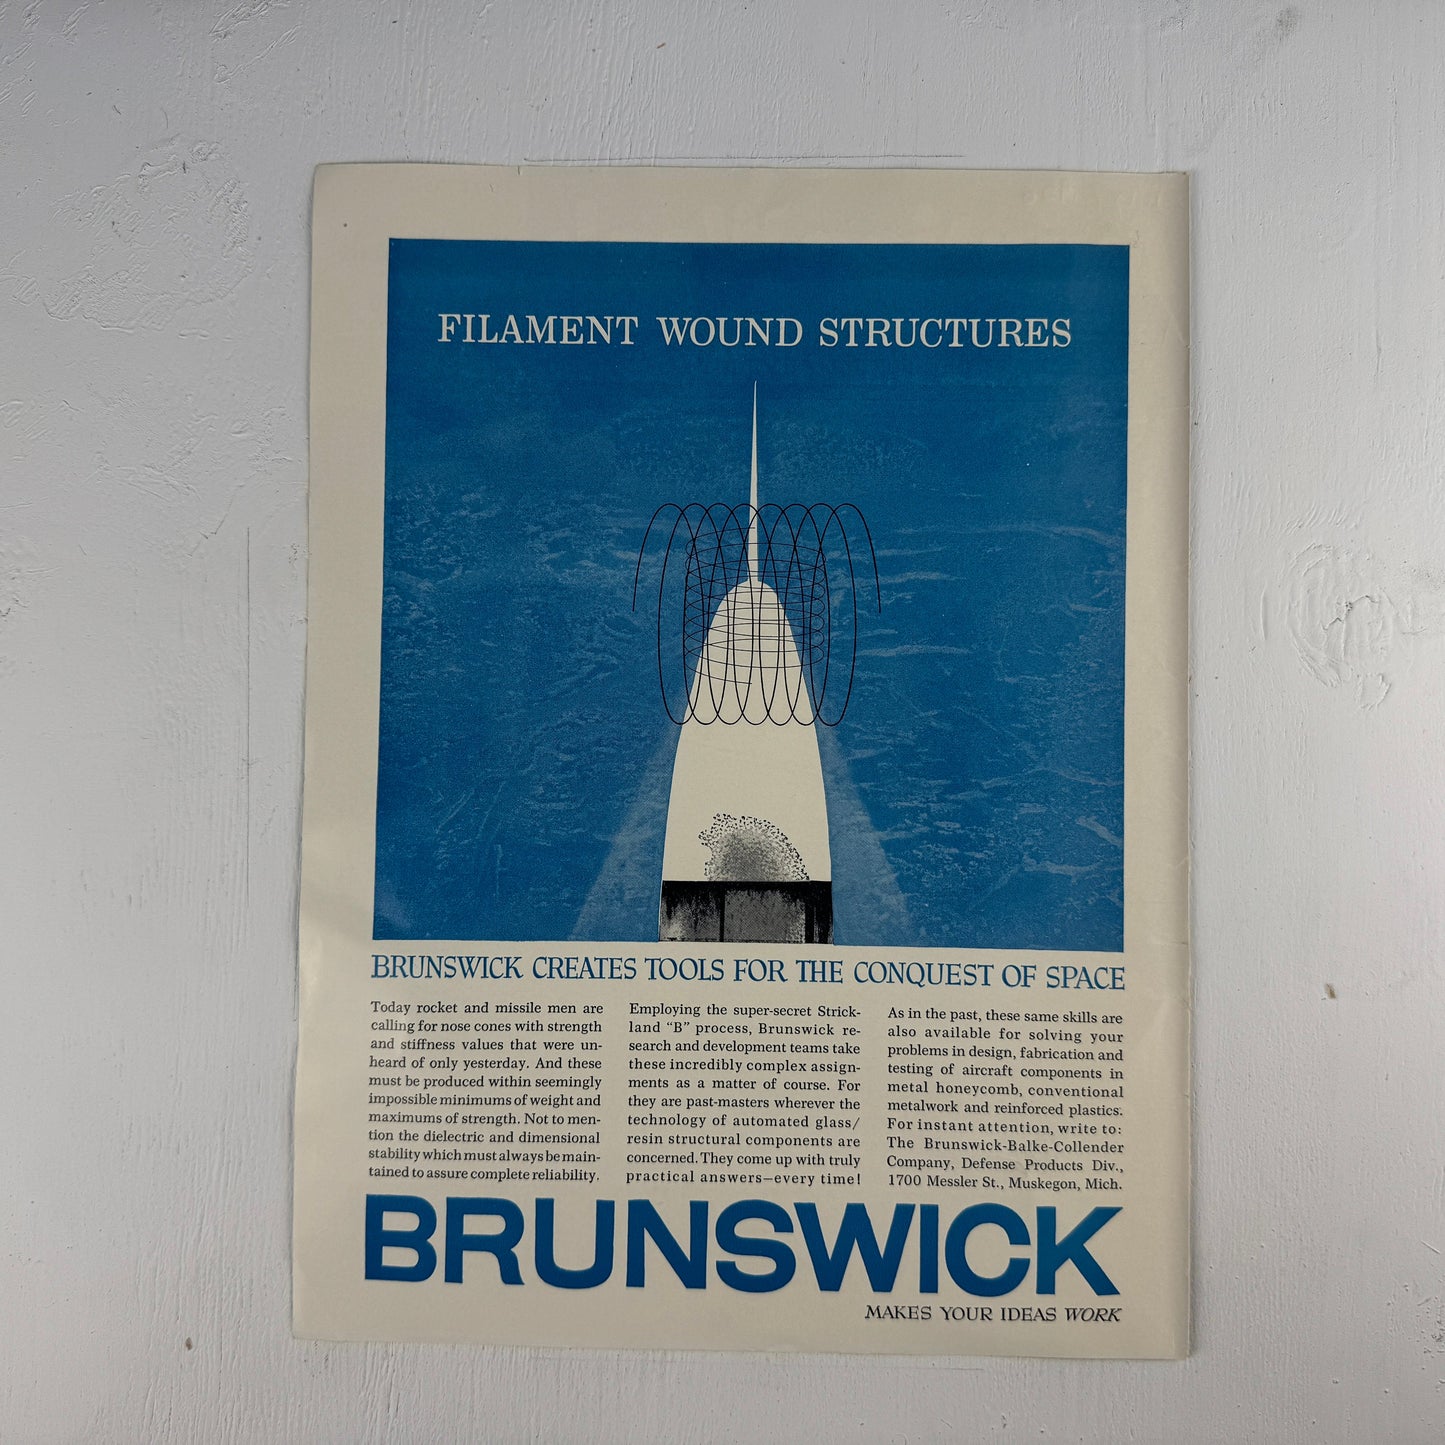 FILAMENT WOUND STRUCTURES
BRUNSWICK CREATES TOOLS FOR THE CONQUEST OF SPACE
Today rocket and missile men are
calling for nose cones with strength
and stiffness values that were un-
heard of only yesterday. And these
must be produced within seemingly
impossible minimums of weight and
maximums of strength. Not to men-
tion the dielectric and dimensional
stability which must always be main-
tained to assure complete reliability.
Employing the super-secret Strick-
land “B” process, Brunswick re-
search and development teams take
these incredibly complex assign-
ments as a matter of course. For
they are past-masters wherever the
technology of automated glass/
resin structural components are
concerned. They come up with truly
practical answers—every time!
As in the past, these same skills are
also available for solving your
problems in design, fabrication and
testing of aircraft components in
metal honeycomb, conventional
metalwork and reinforced plastics.
For instant attention, write to:
The Brunswick-Balke-Collender
Company, Defense Products Div.,
1700 Messler St., Muskegon, Mich.
BRUNSWICK
MAKES YOUR IDEAS WORK